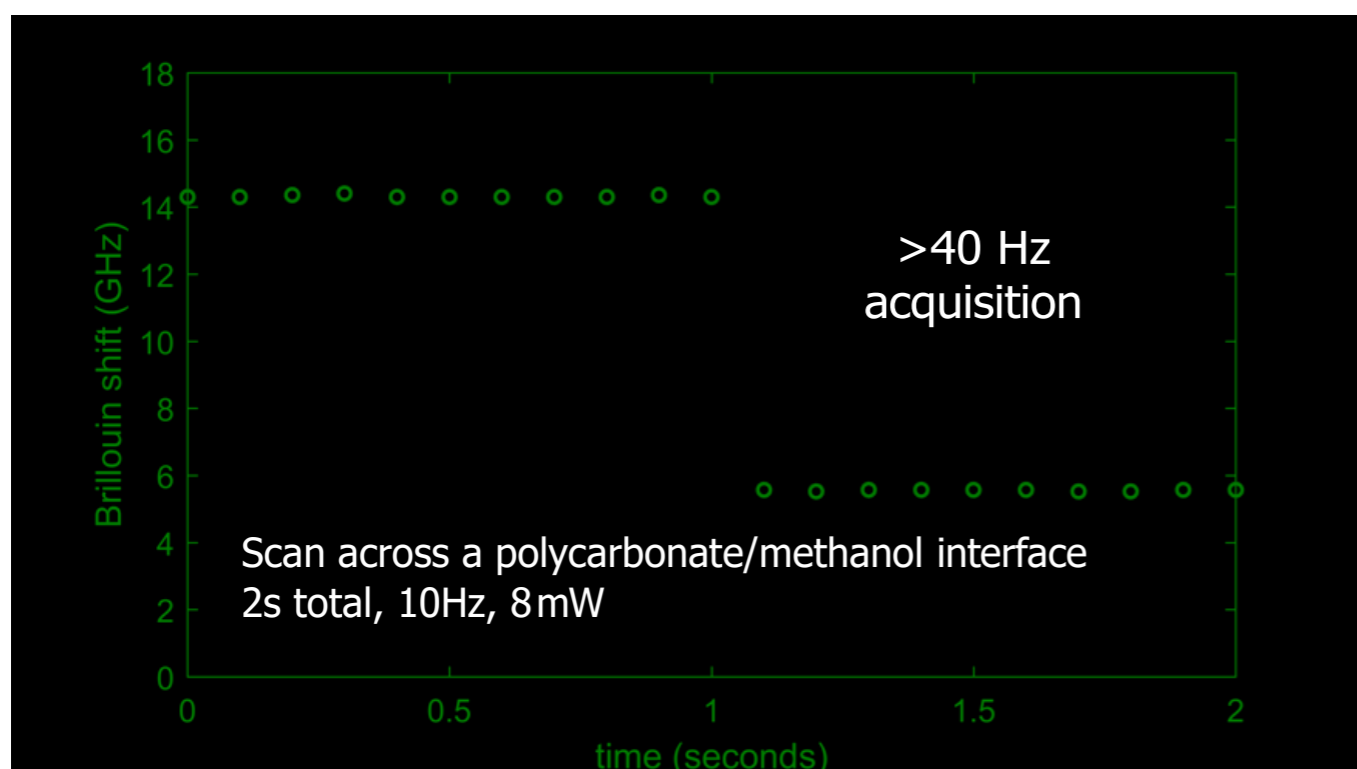 18
16
14
12
10
8
6
4
2
0
Brillouin shift (GHz)
>40 Hz
acquisition
Scan across a polycarbonate/methanol interface
2s total, 10Hz, 8mW
0 0.5 1 1.5 2
time (seconds)